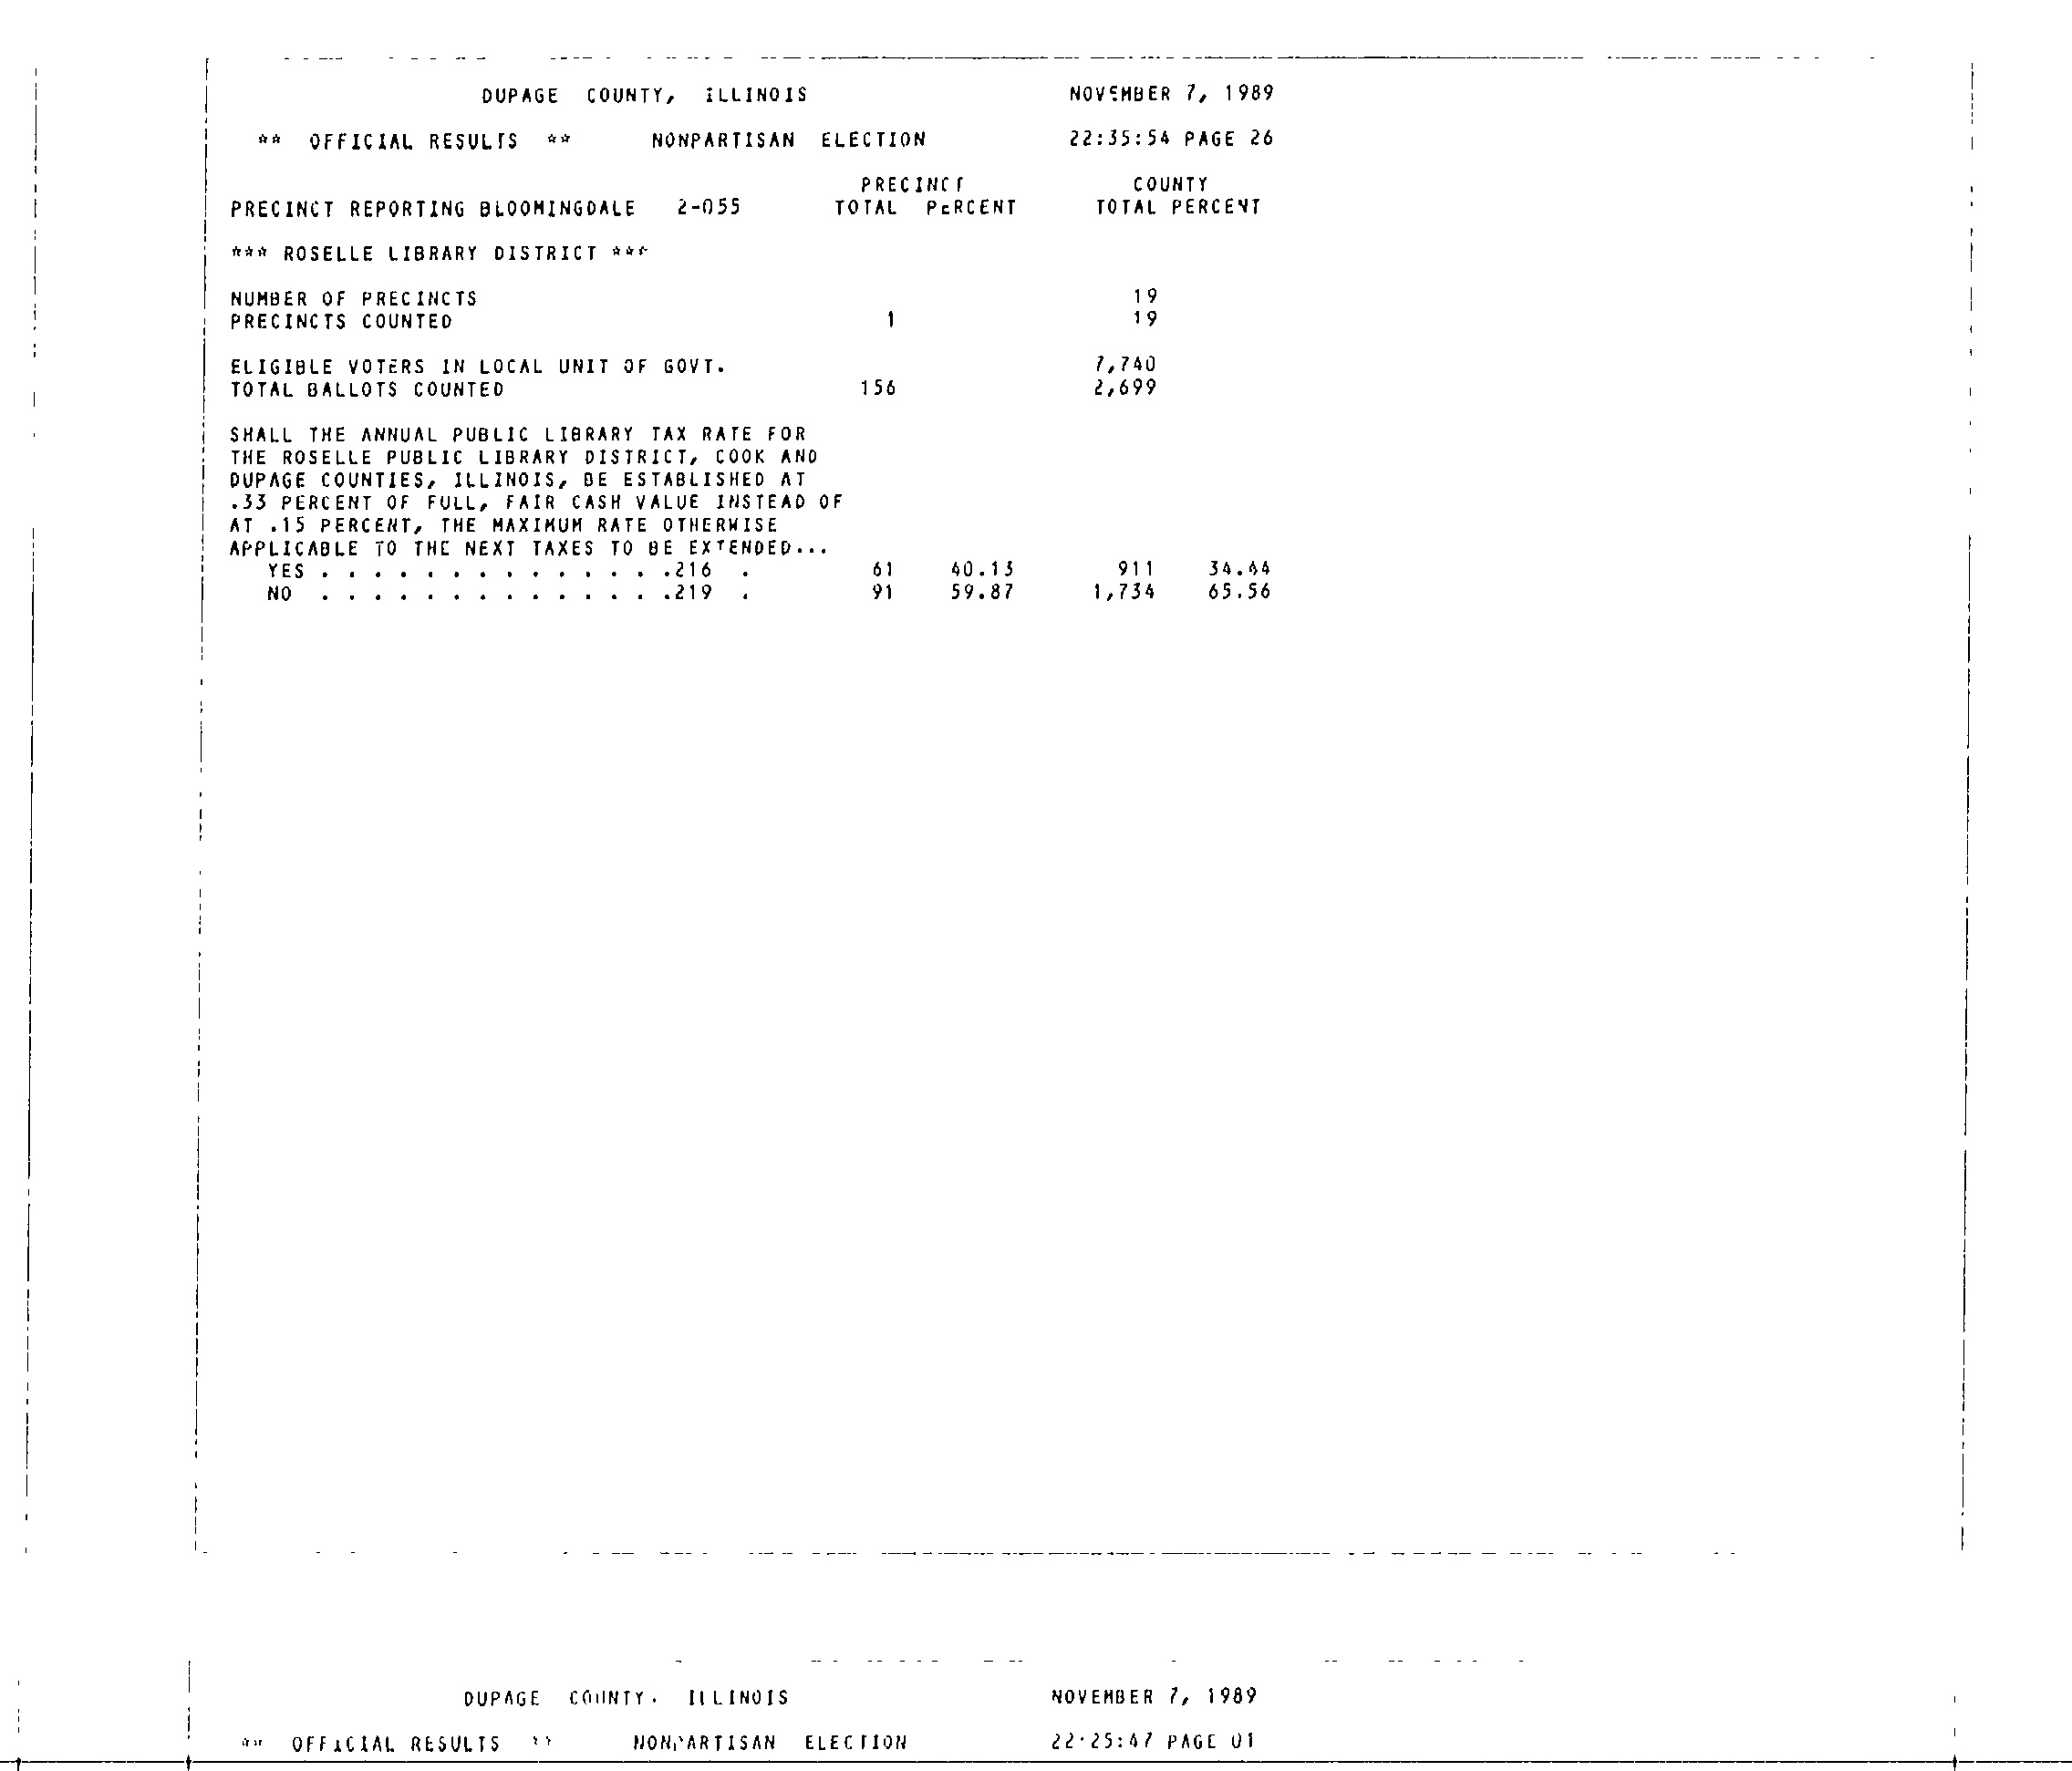 DUPAGE COUNTY, ILLINOIS NOVEMBER 7, 1989
** OFFICIAL RESULTS ** NONPARTISAN ELECTION 22:35:54 PAGE 26
PRECINCT COUNTY
PRECINCT REPORTING BLOOMINGDALE 2-055 TOTAL PERCENT TOTAL PERCENT
*** ROSELLE LIBRARY DISTRICT ***
NUMBER OF PRECINCTS 19
PRECINCTS COUNTED 1 19
ELIGIBLE VOTERS IN LOCAL UNIT OF GOVT. 7,740
TOTAL BALLOTS COUNTED 156 2,699
SHALL THE ANNUAL PUBLIC LIBRARY TAX RATE FOR
THE ROSELLE PUBLIC LIBRARY DISTRICT, COOK AND
DUPAGE COUNTIES, ILLINOIS, BE ESTABLISHED AT
.33 PERCENT OF FULL, FAIR CASH VALUE INSTEAD OF
AT .15 PERCENT, THE MAXIMUM RATE OTHERWISE
APPLICABLE TO THE NEXT TAXES TO BE EXTENDED...
YES . . . . . . . . . . . . . .216 . 61 40.13 911 34.44
NO . . . . . . . . . . . . . .219 . 91 59.87 1,734 65.56
DUPAGE COUNTY, ILLINOIS NOVEMBER 7, 1989
** OFFICIAL RESULTS ** NONPARTISAN ELECTION 22:25:47 PAGE 01